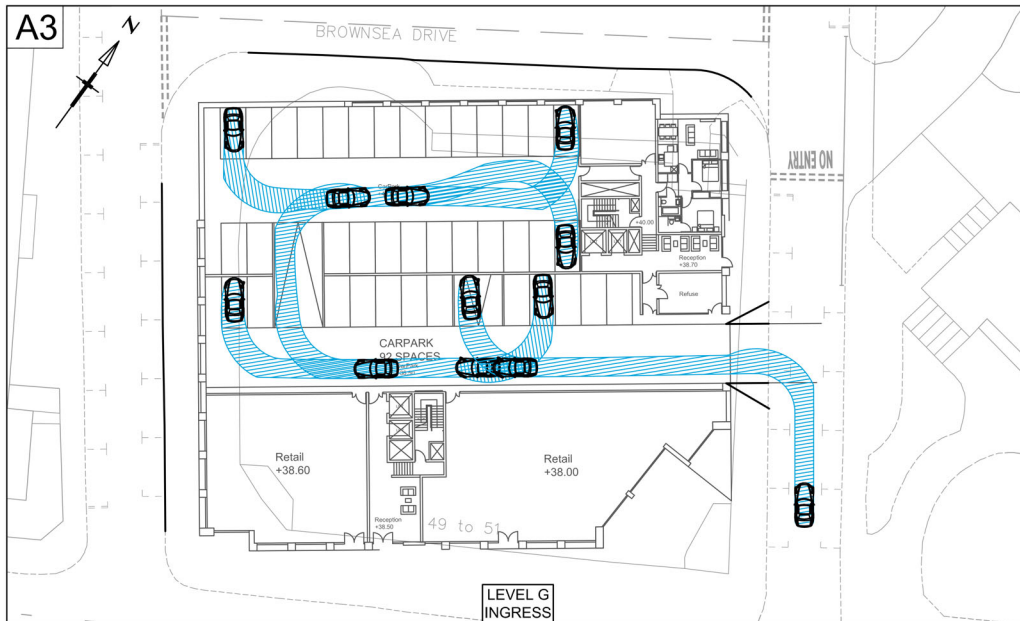 A3
N
BROWNSEA DRIVE
NO ENTRY
CarPark
+40.00
Reception
+38.70
Refuse
CARPARK
92 SPACES
Retail
+38.60
Retail
+38.00
Reception
+38.50
49 to 51
LEVEL G
INGRESS